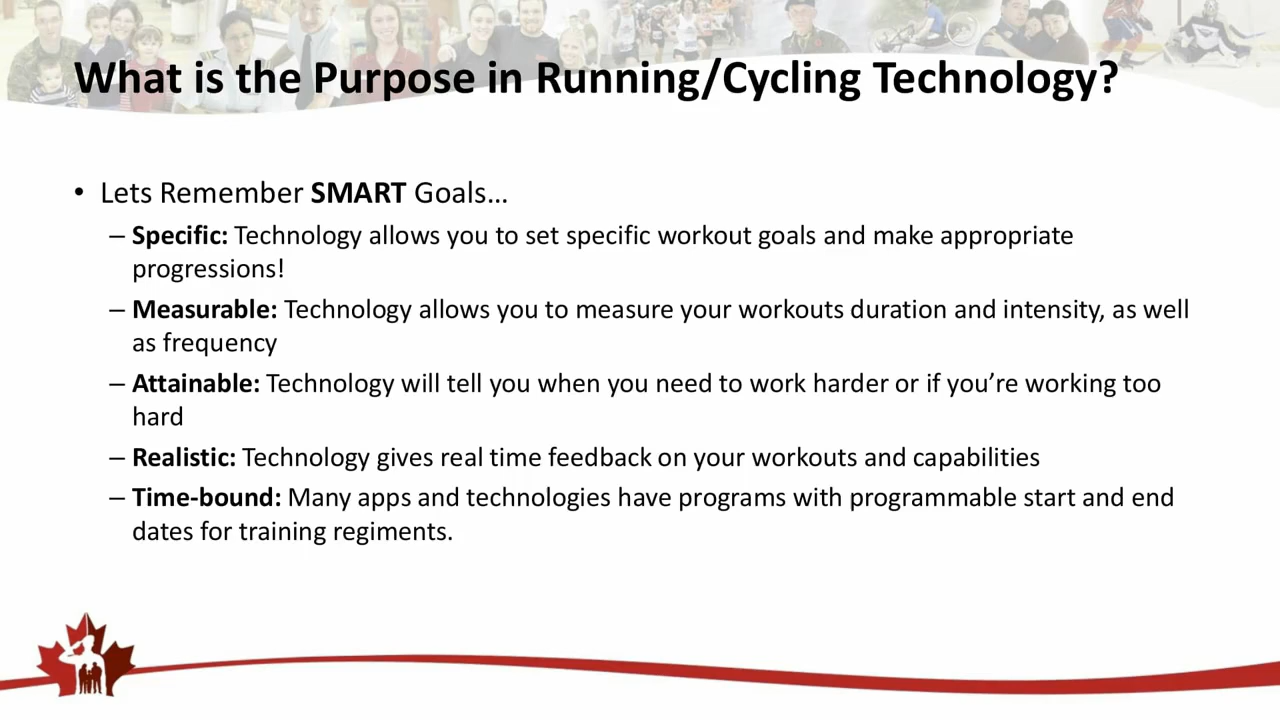 What is the Purpose in Running/Cycling Technology?
• Lets Remember SMART Goals…
– Specific: Technology allows you to set specific workout goals and make appropriate
progressions!
– Measurable: Technology allows you to measure your workouts duration and intensity, as well
as frequency
– Attainable: Technology will tell you when you need to work harder or if you’re working too
hard
– Realistic: Technology gives real time feedback on your workouts and capabilities
– Time-bound: Many apps and technologies have programs with programmable start and end
dates for training regiments.